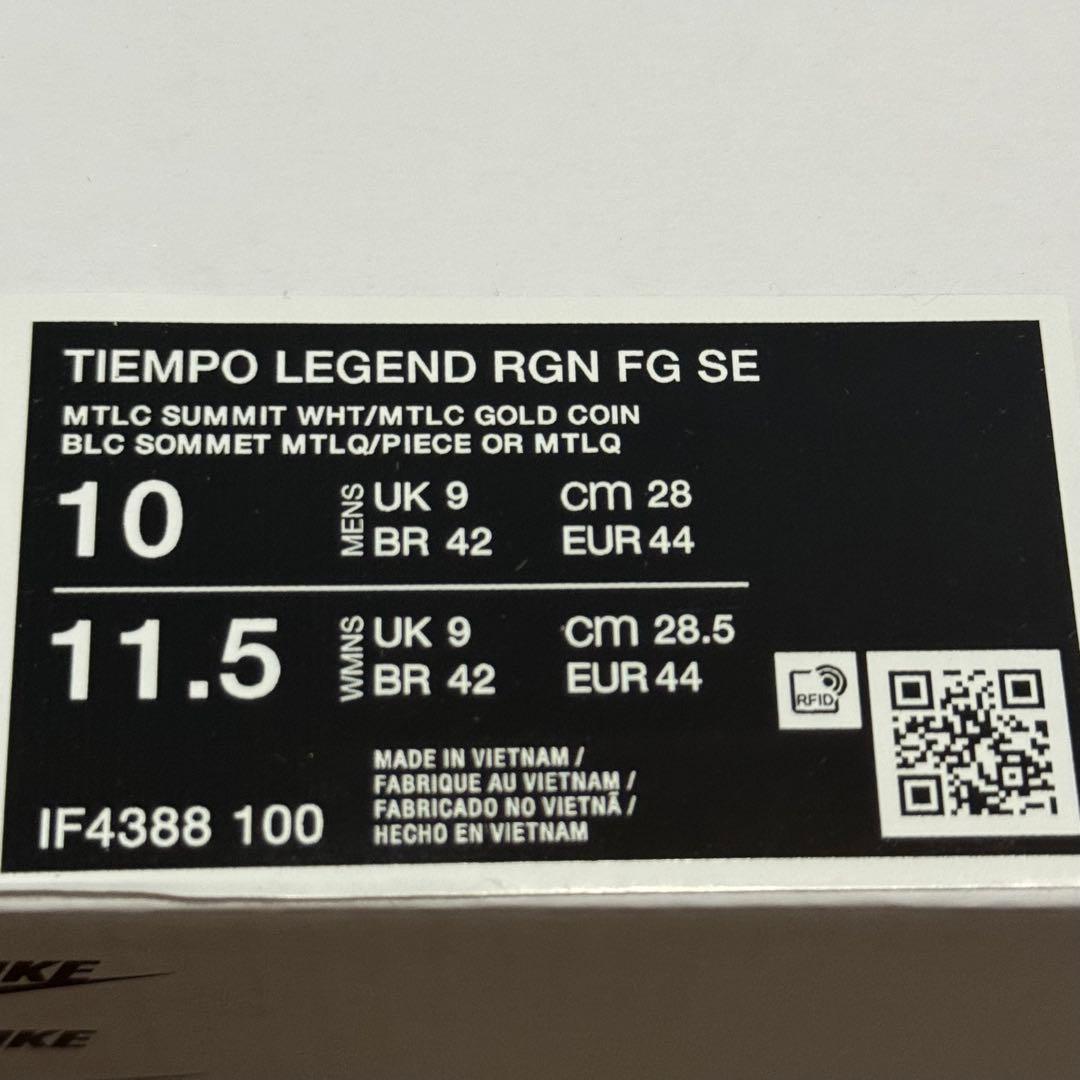 TIEMPO LEGEND RGN FG SE
MTLC SUMMIT WHT/MTLC GOLD COIN
BLC SOMMET MTLQ/PIECE OR MTLQ
10 MENS UK 9 cm 28
BR 42 EUR 44
11.5 WMNS UK 9 cm 28.5
BR 42 EUR 44
RFID
MADE IN VIETNAM /
FABRIQUE AU VIETNAM /
FABRICADO NO VIETNÃ /
HECHO EN VIETNAM
IF4388 100